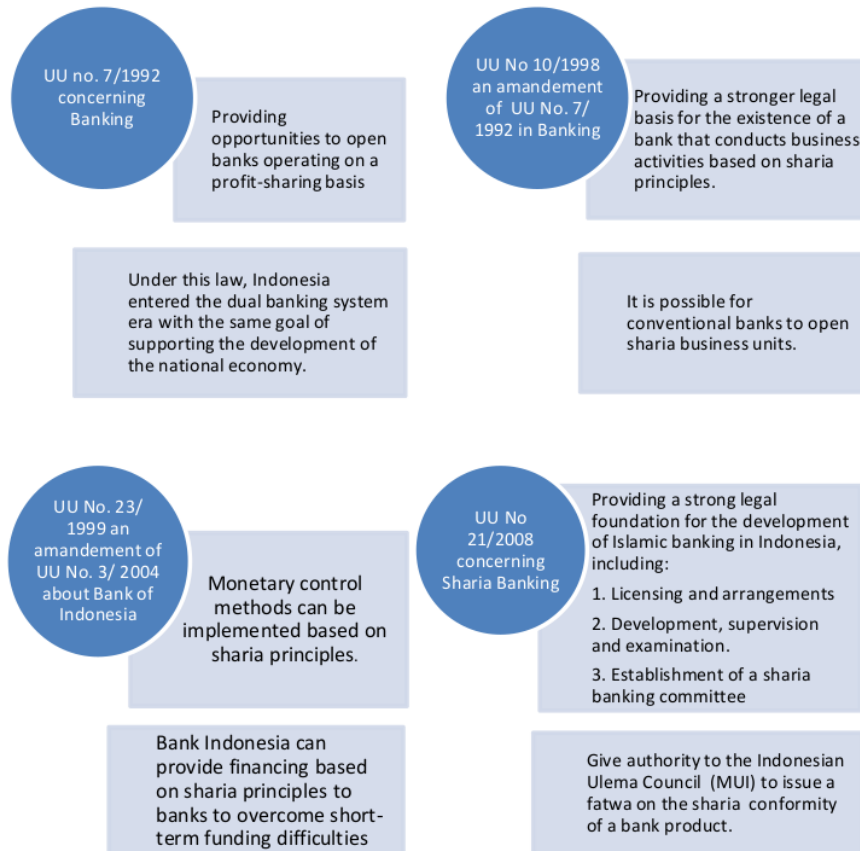 UU no. 7/1992
concerning
Banking
Providing
opportunities to open
banks operating on a
profit-sharing basis
Under this law, Indonesia
entered the dual banking system
era with the same goal of
supporting the development of
the national economy.
UU No 10/1998
an amandement
of UU No. 7/
1992 in Banking
Providing a stronger legal
basis for the existence of a
bank that conducts business
activities based on sharia
principles.
It is possible for
conventional banks to open
sharia business units.
UU No. 23/
1999 an
amandement of
UU No. 3/ 2004
about Bank of
Indonesia
Monetary control
methods can be
implemented based on
sharia principles.
Bank Indonesia can
provide financing based
on sharia principles to
banks to overcome short-
term funding difficulties
UU No
21/2008
concerning
Sharia Banking
Providing a strong legal
foundation for the development
of Islamic banking in Indonesia,
including:
1. Licensing and arrangements
2. Development, supervision
and examination.
3. Establishment of a sharia
banking committee
Give authority to the Indonesian
Ulema Council (MUI) to issue a
fatwa on the sharia conformity
of a bank product.